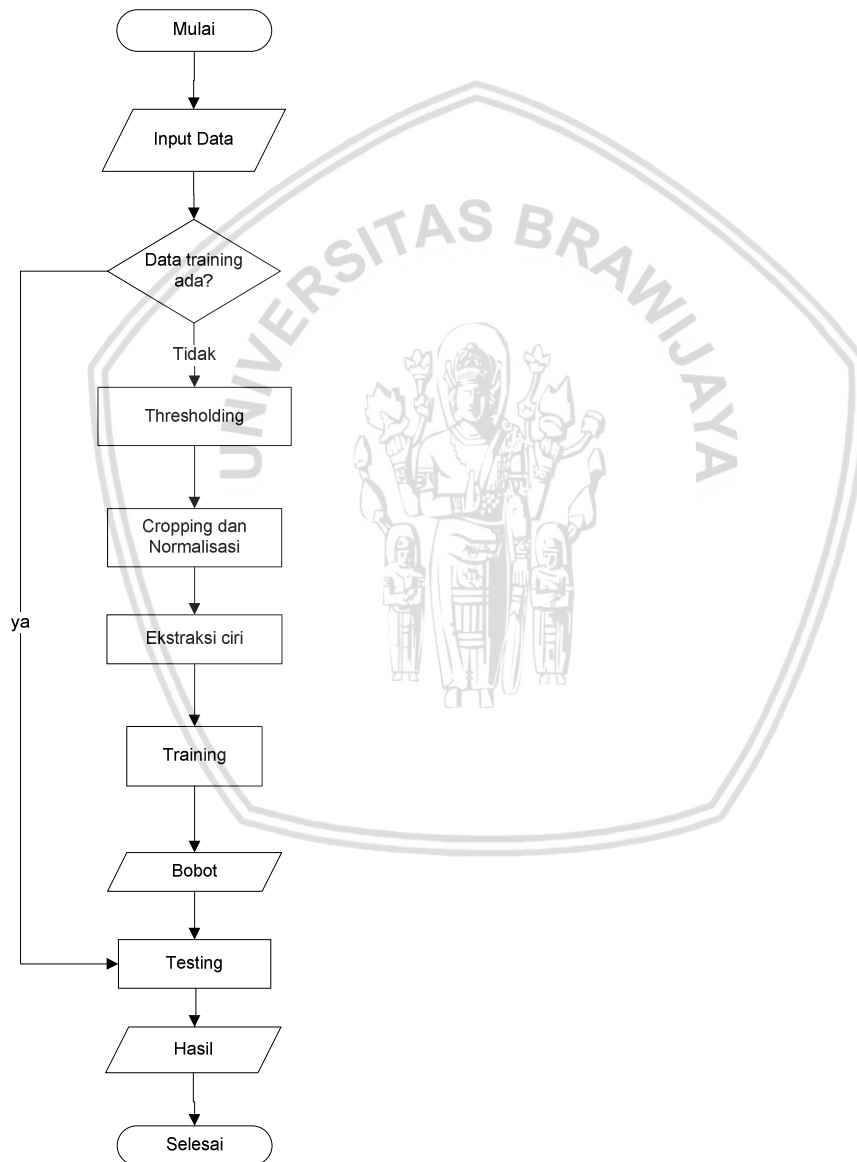 Mulai
Input Data
UNIVERSITAS BRAWIJAYA
Data training
ada?
Tidak
Thresholding
Cropping dan
Normalisasi
ya
Ekstraksi ciri
Training
Bobot
Testing
Hasil
Selesai